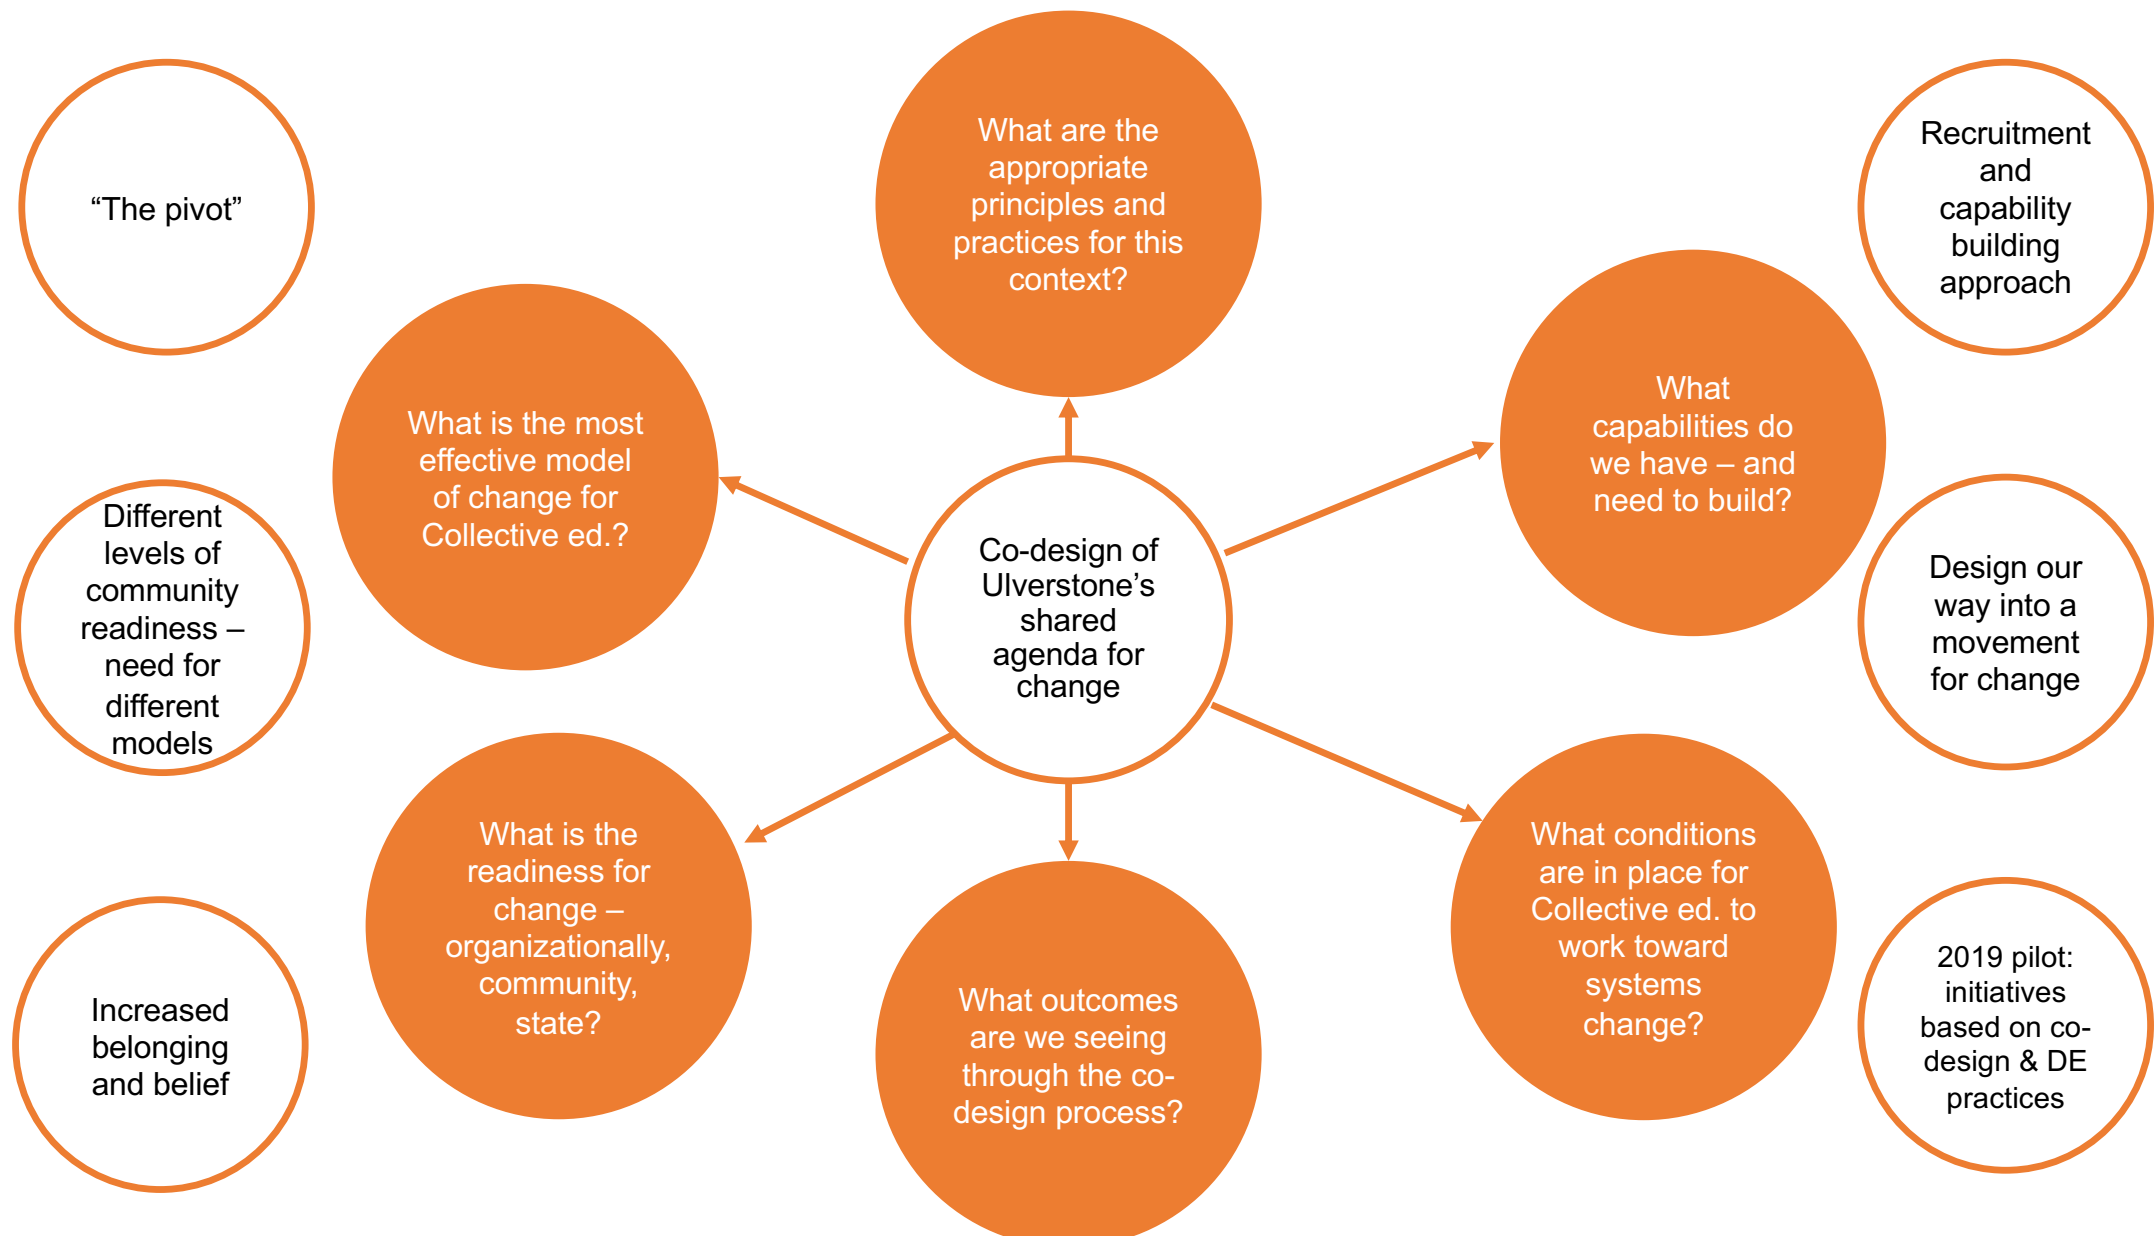 “The pivot”
What are the
appropriate
principles and
practices for this
context?
Recruitment
and
capability
building
approach
What is the most
effective model
of change for
Collective ed.?
What
capabilities do
we have – and
need to build?
Different
levels of
community
readiness –
need for
different
models
Co-design of
Ulverstone’s
shared
agenda for
change
Design our
way into a
movement
for change
What is the
readiness for
change –
organizationally,
community,
state?
What outcomes
are we seeing
through the co-
design process?
What conditions
are in place for
Collective ed. to
work toward
systems
change?
Increased
belonging
and belief
2019 pilot:
initiatives
based on co-
design & DE
practices